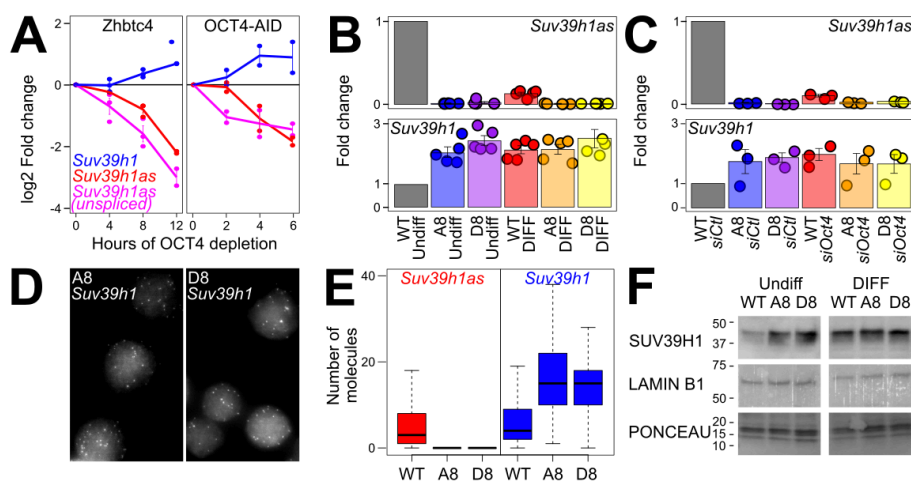 A
Zhbtc4
OCT4-AID
log2 Fold change
2
0
-2
-4
Suv39h1
Suv39h1as
Suv39h1as
(unspliced)
0 4 8 12 0 2 4 6
Hours of OCT4 depletion
B
Fold change
1
0
Suv39h1as
3
1
0
Suv39h1
WT Undiff
A8 Undiff
D8 Undiff
WT DIFF
A8 DIFF
D8 DIFF
C
Fold change
1
0
Suv39h1as
3
1
0
Suv39h1
WT siCtl
A8 siCtl
D8 siCtl
WT siOct4
A8 siOct4
D8 siOct4
D
A8
Suv39h1
D8
Suv39h1
E
Number of
molecules
40
20
0
Suv39h1as
Suv39h1
WT A8 D8 WT A8 D8
F
Undiff DIFF
WT A8 D8 WT A8 D8
SUV39H1
50
37
LAMIN B1
75
50
PONCEAU
20
15
10